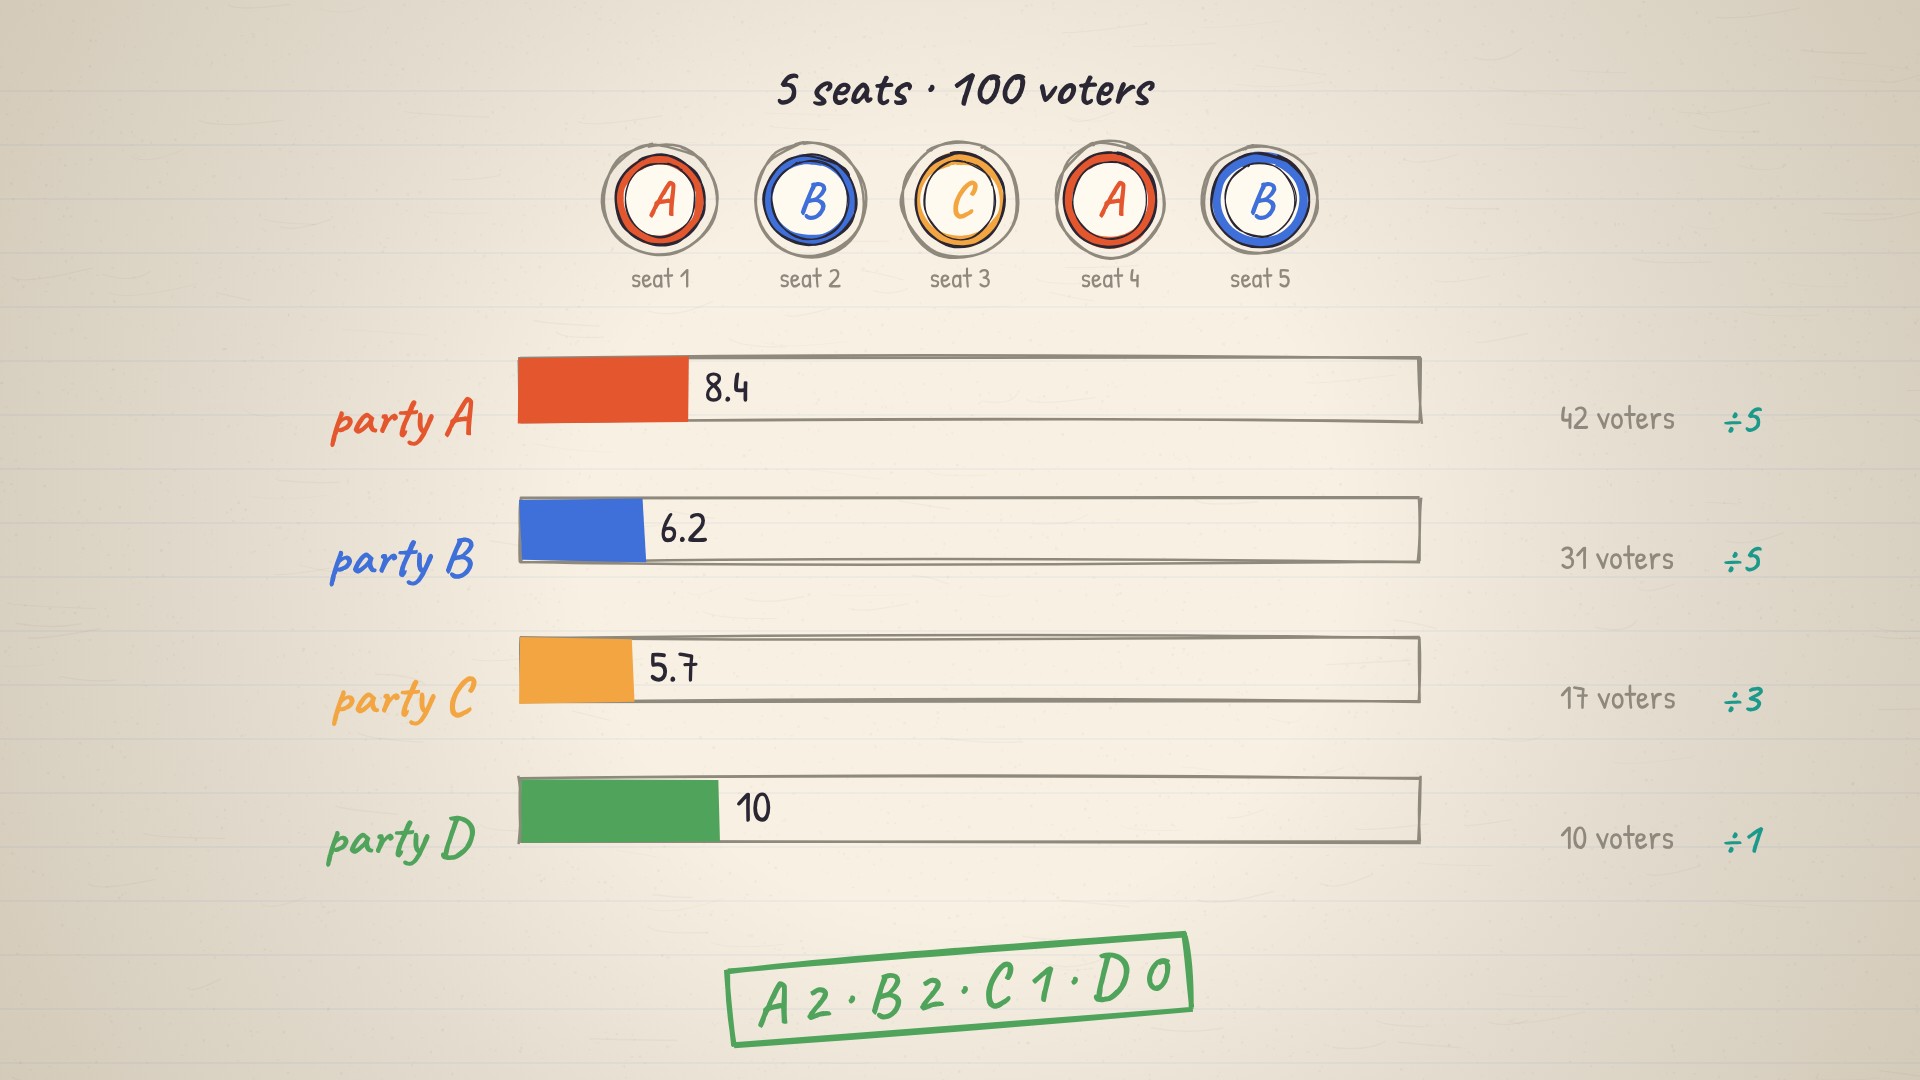 5 seats · 100 voters
A B C A B
seat 1 seat 2 seat 3 seat 4 seat 5
party A 8.4 42 voters ÷5
party B 6.2 31 voters ÷5
party C 5.7 17 voters ÷3
party D 10 10 voters ÷1
A 2 · B 2 · C 1 · D 0